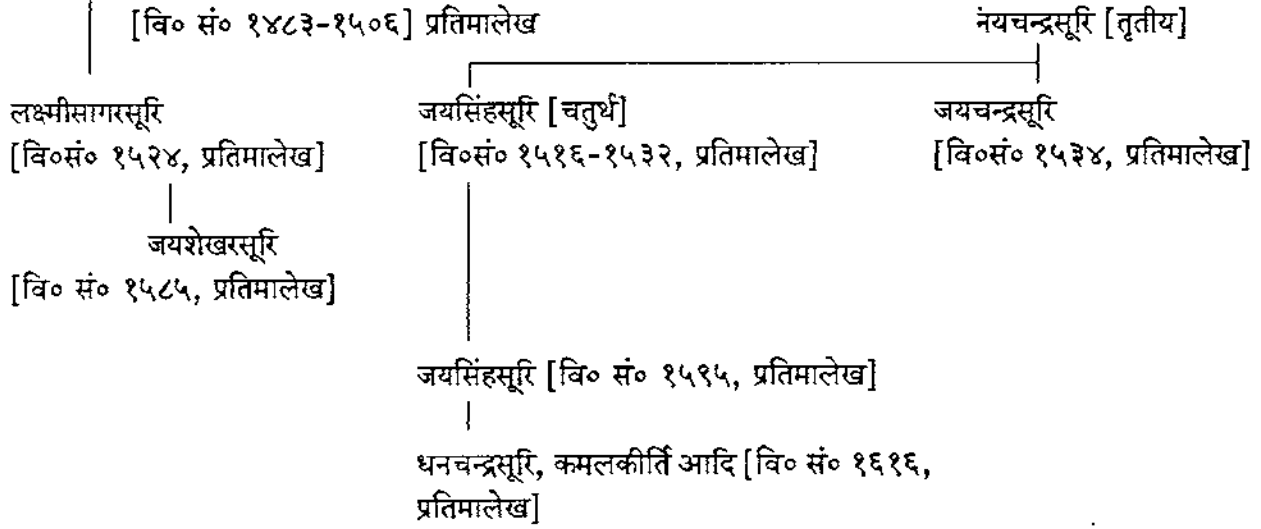 [वि० सं० १४८३-१५०६] प्रतिमालेख
नयचन्द्रसूरि [तृतीय]
लक्ष्मीसागरसूरि
[वि०सं० १५२४, प्रतिमालेख]
जयसिंहसूरि [चतुर्थ]
[वि०सं० १५१६-१५३२, प्रतिमालेख]
जयचन्द्रसूरि
[वि०सं० १५३४, प्रतिमालेख]
जयशेखरसूरि
[वि० सं० १५८५, प्रतिमालेख]
जयसिंहसूरि [वि० सं० १५९५, प्रतिमालेख]
धनचन्द्रसूरि, कमलकीर्ति आदि [वि० सं० १६१६,
प्रतिमालेख]